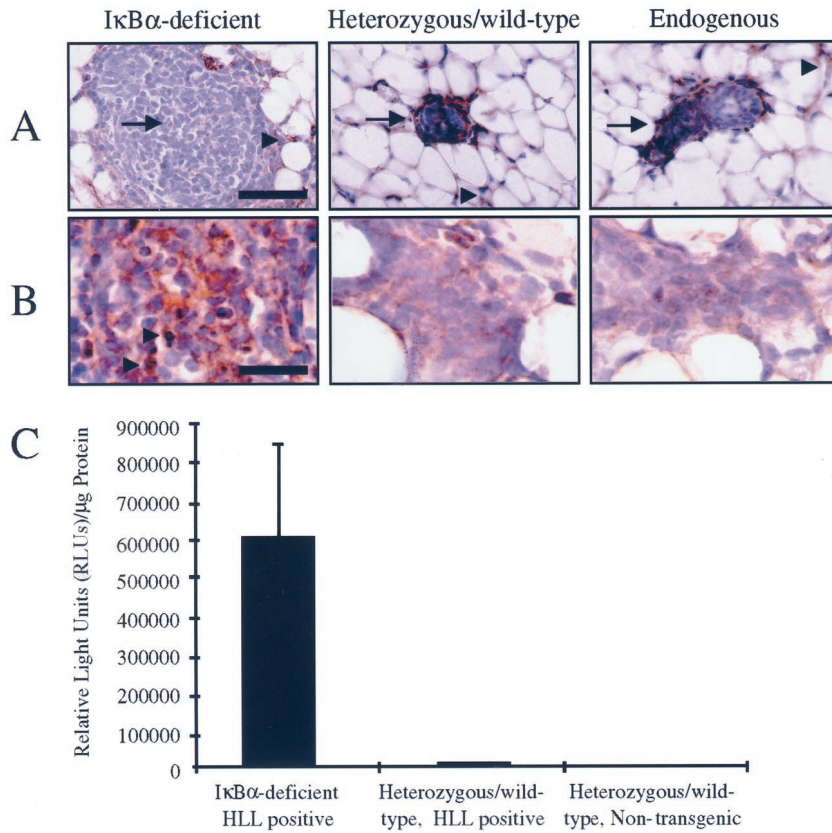 IκBα-deficient Heterozygous/wild-type Endogenous
A
B
C
Relative Light Units (RLUs)/µg Protein
900000
800000
700000
600000
500000
400000
300000
200000
100000
0
IκBα-deficient Heterozygous/wild- Heterozygous/wild-
HLL positive type, HLL positive type, Non-transgenic